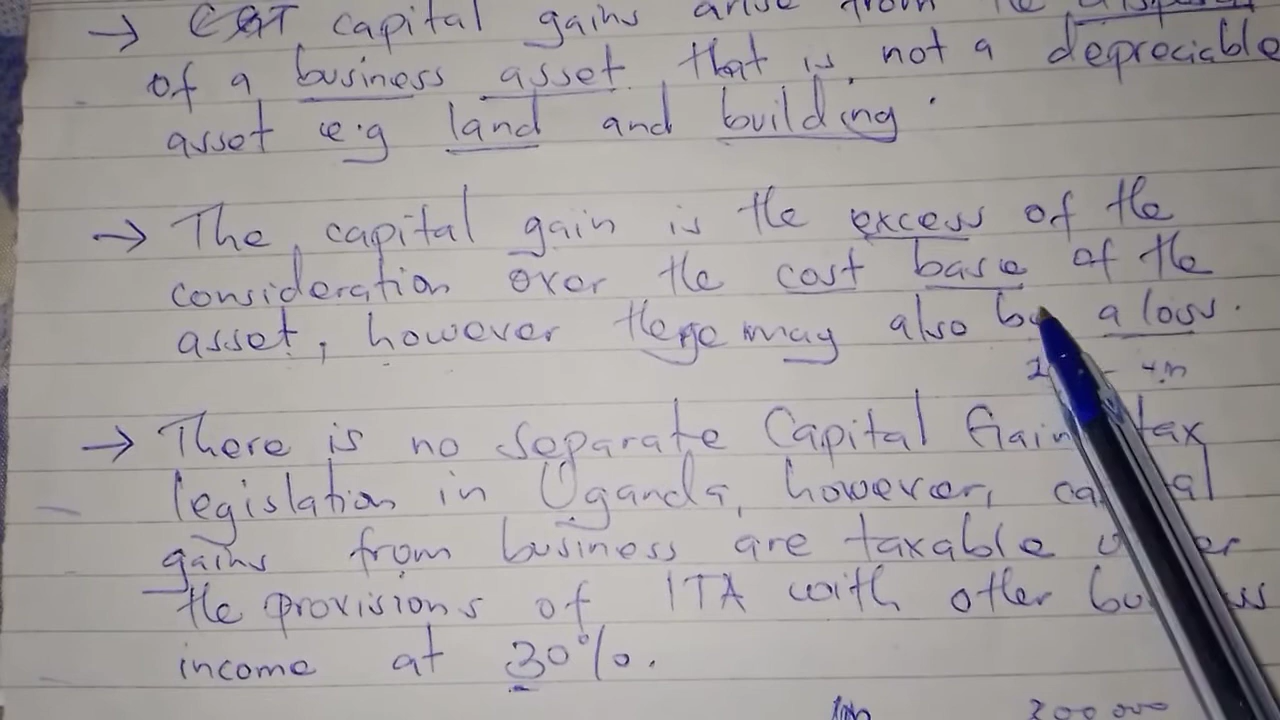 → CGT capital gains arise from the disposal
of a business asset that is not a depreciable
asset e.g land and building.
→ The capital gain is the excess of the
consideration over the cost base of the
asset, however there may also be a loss.
→ There is no separate Capital Gain tax
legislation in Uganda, however,
gains from business are taxable
the provisions of ITA with other
income at 30%.